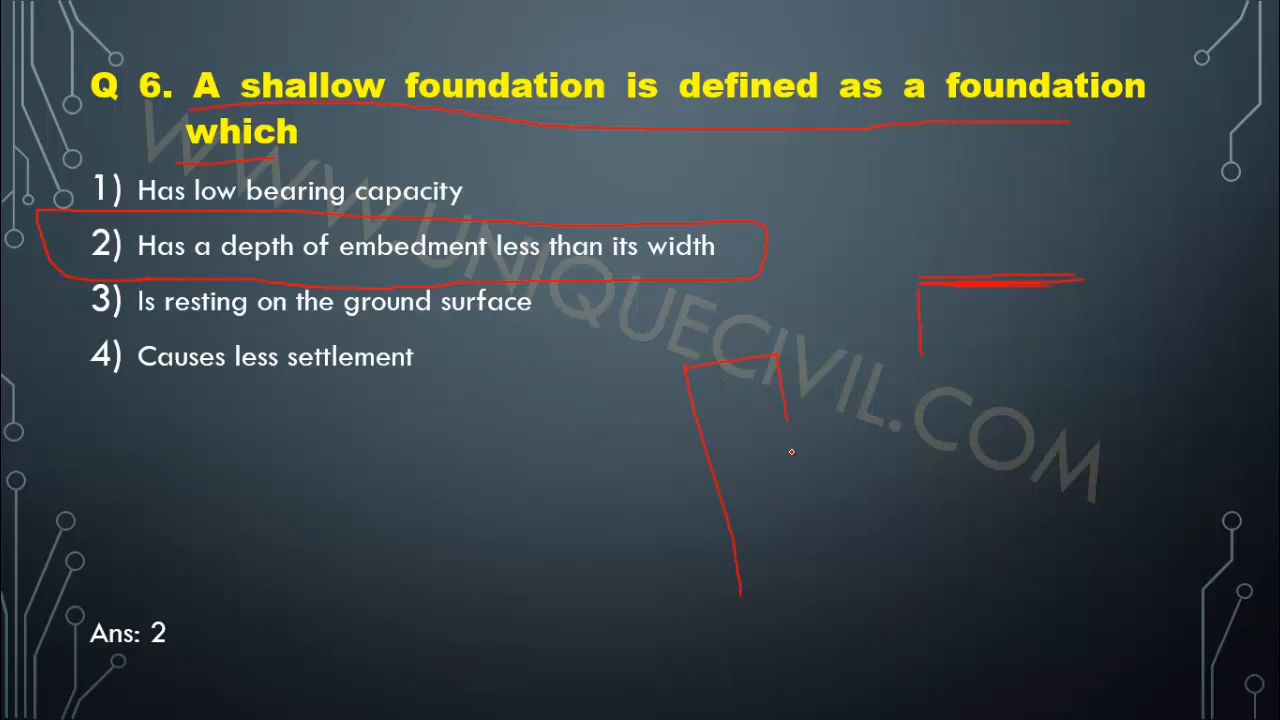 Q 6. A shallow foundation is defined as a foundation
which
1) Has low bearing capacity
2) Has a depth of embedment less than its width
3) Is resting on the ground surface
4) Causes less settlement
WWW.UNIQUECIVIL.COM
Ans: 2